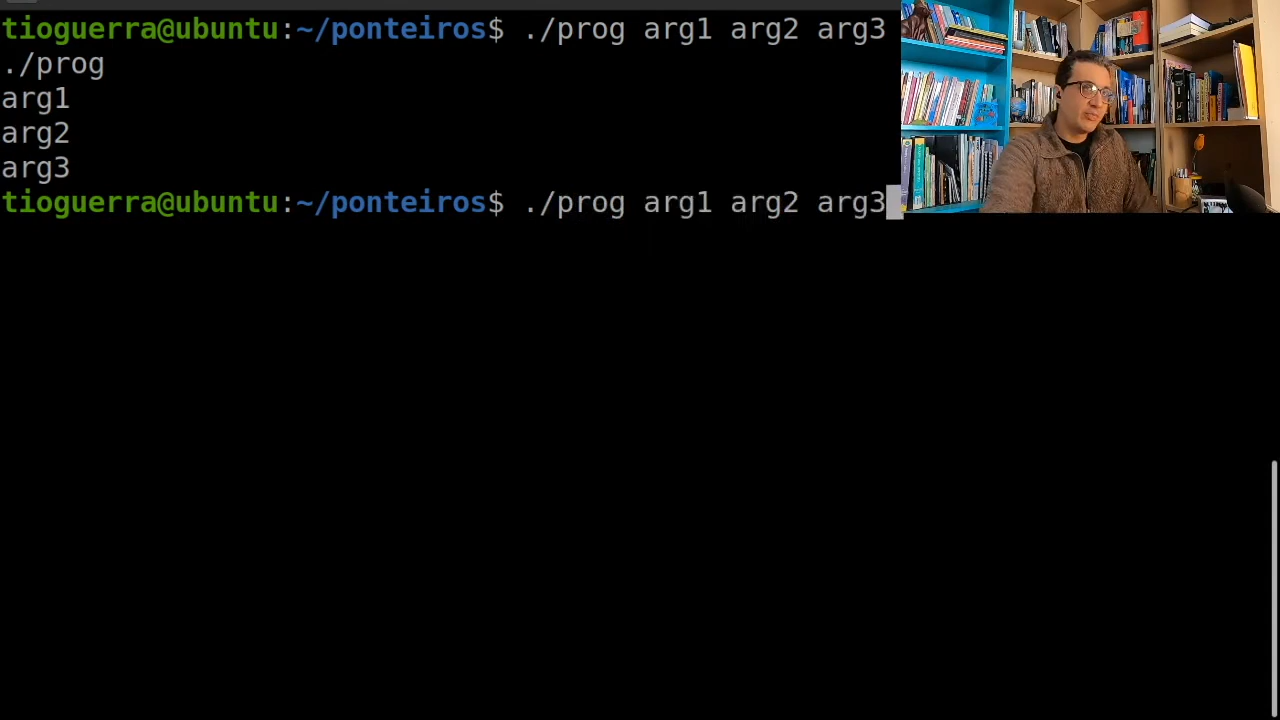 tioguerra@ubuntu:~/ponteiros$ ./prog arg1 arg2 arg3
./prog
arg1
arg2
arg3
tioguerra@ubuntu:~/ponteiros$ ./prog arg1 arg2 arg3